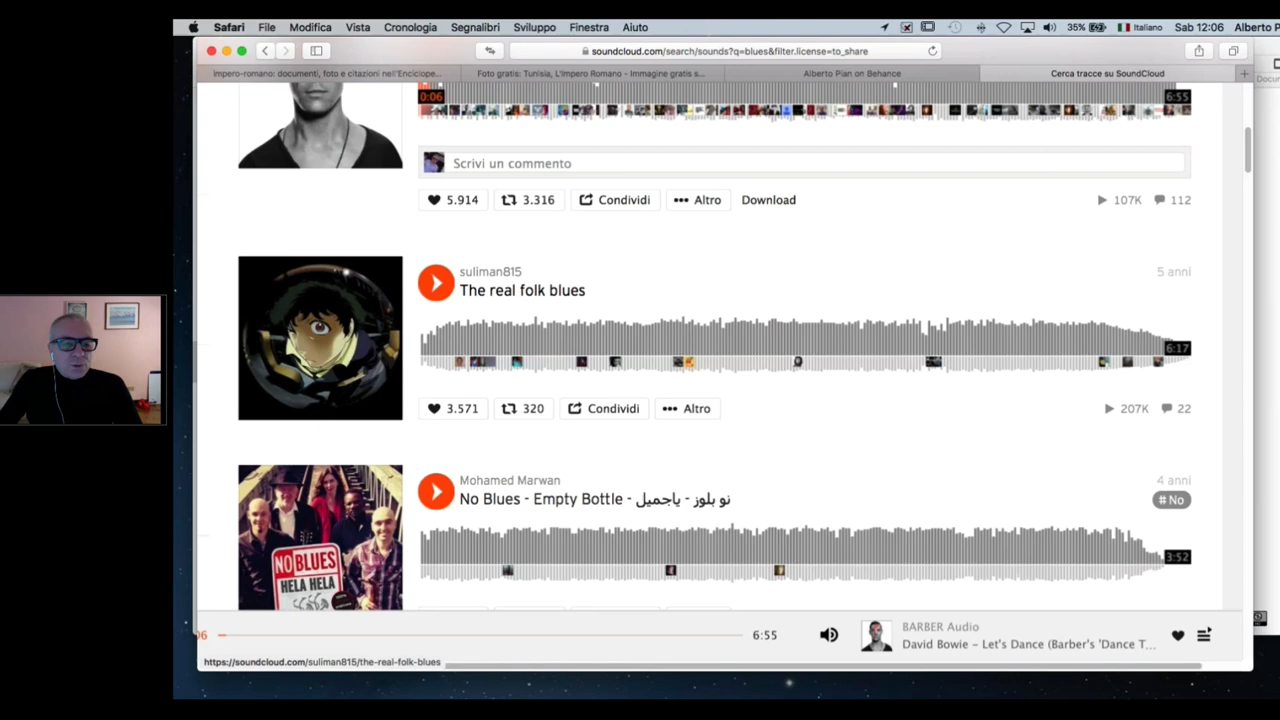 Safari File Modifica Vista Cronologia Segnalibri Sviluppo Finestra Aiuto 35% Italiano Sab 12:06 Alberto P
soundcloud.com/search/sounds?q=blues&filter.license=to_share
impero-romano: documenti, foto e citazioni nell'Enciclope... Foto gratis: Tunisia, L'Impero Romano - Immagine gratis s... Alberto Pian on Behance Cerca tracce su SoundCloud
0:06 6:55
Scrivi un commento
5.914 3.316 Condividi Altro Download 107K 112
suliman815 5 anni
The real folk blues
6:17
3.571 320 Condividi Altro 207K 22
Mohamed Marwan 4 anni
No Blues - Empty Bottle - نو بلوز - ياجميل # No
3:52
NO BLUES
HELA HELA
06 6:55 BARBER Audio
David Bowie – Let's Dance (Barber's 'Dance T...
https://soundcloud.com/suliman815/the-real-folk-blues